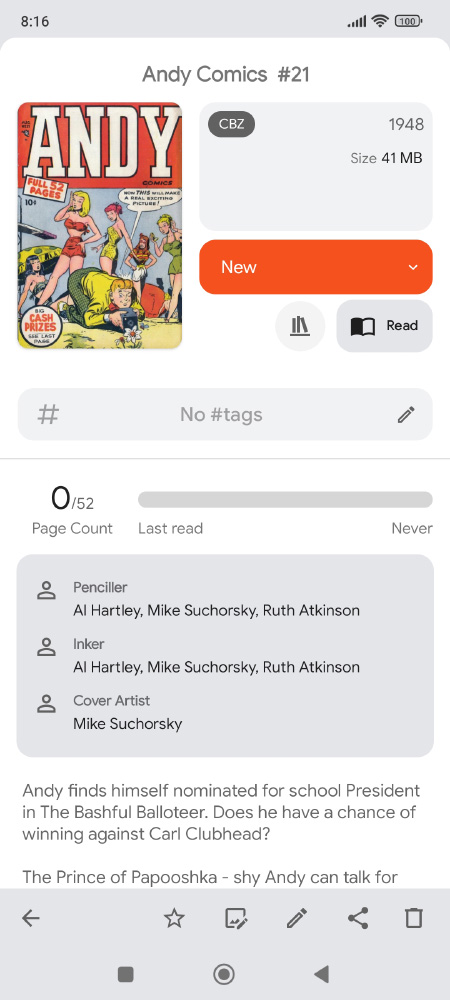 8:16
100
Andy Comics #21
ANDY
COMICS
FULL 52
PAGES
10¢
NOW THIS WILL MAKE
A REAL EXCITING
PICTURE!
BIG
CASH
PRIZES
SEE LAST
PAGE
CBZ
1948
Size 41 MB
New
Read
# No #tags
0/52
Page Count
Last read
Never
Penciller
Al Hartley, Mike Suchorsky, Ruth Atkinson
Inker
Al Hartley, Mike Suchorsky, Ruth Atkinson
Cover Artist
Mike Suchorsky
Andy finds himself nominated for school President
in The Bashful Balloteer. Does he have a chance of
winning against Carl Clubhead?
The Prince of Papooshka - shy Andy can talk for